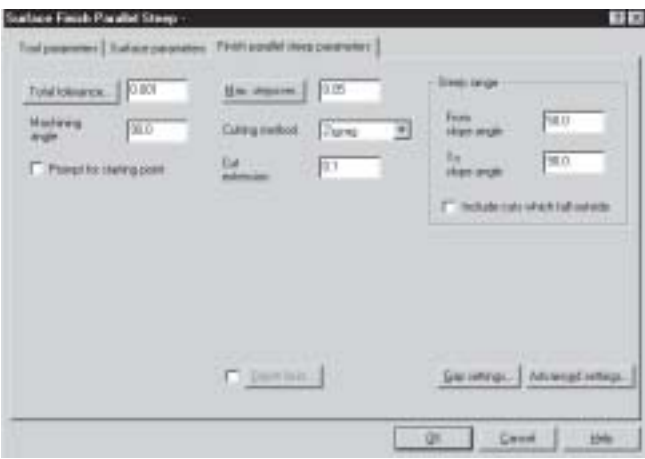 Surface Finish Parallel Steep -
Tool parameters
Surface parameters
Finish parallel steep parameters
Total tolerance...
0.001
Max. stepover...
0.05
Steep range
Machining angle
Cutting method
Zigzag
From slope angle
50.0
Prompt for starting point
Cut extension
0.1
To slope angle
90.0
Include cuts which fall outside
Depth limits...
Gap settings...
Advanced settings...
OK
Cancel
Help